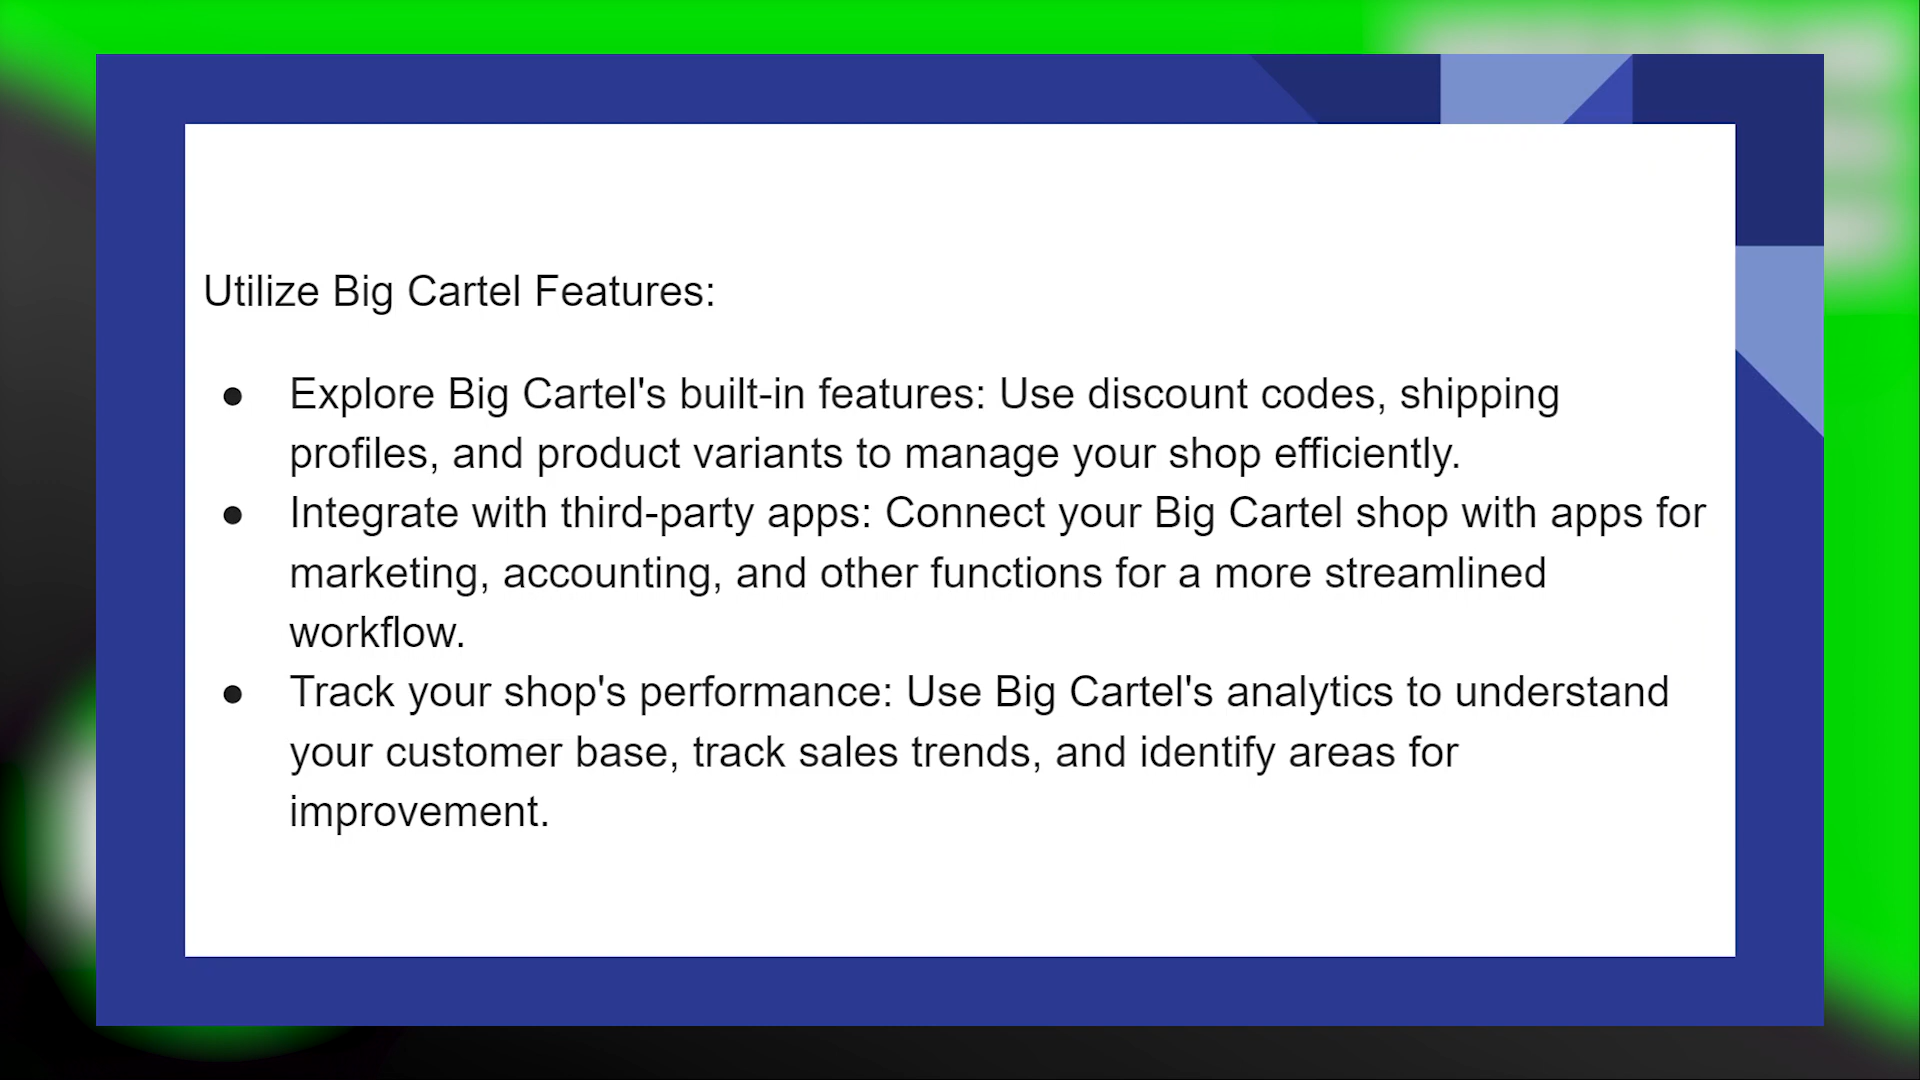 Utilize Big Cartel Features:
● Explore Big Cartel's built-in features: Use discount codes, shipping
profiles, and product variants to manage your shop efficiently.
● Integrate with third-party apps: Connect your Big Cartel shop with apps for
marketing, accounting, and other functions for a more streamlined
workflow.
● Track your shop's performance: Use Big Cartel's analytics to understand
your customer base, track sales trends, and identify areas for
improvement.